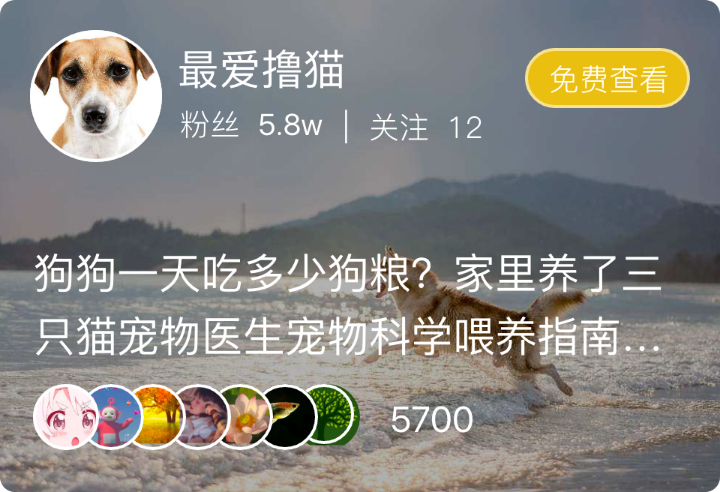 最爱撸猫
免费查看
粉丝 5.8w | 关注 12
狗狗一天吃多少狗粮？家里养了三
只猫宠物医生宠物科学喂养指南...
5700